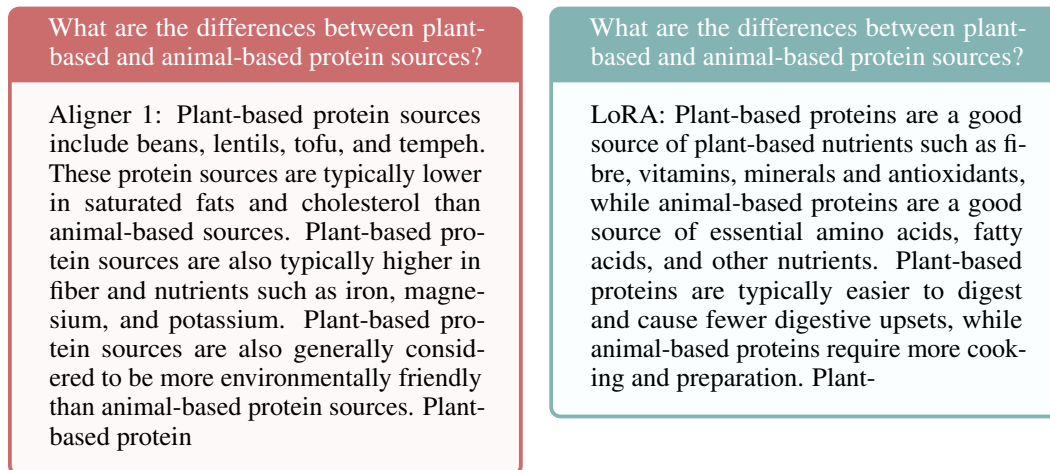 What are the differences between plant-
based and animal-based protein sources?
Aligner 1: Plant-based protein sources
include beans, lentils, tofu, and tempeh.
These protein sources are typically lower
in saturated fats and cholesterol than
animal-based sources. Plant-based pro-
tein sources are also typically higher in
fiber and nutrients such as iron, magne-
sium, and potassium. Plant-based pro-
tein sources are also generally consid-
ered to be more environmentally friendly
than animal-based protein sources. Plant-
based protein
What are the differences between plant-
based and animal-based protein sources?
LoRA: Plant-based proteins are a good
source of plant-based nutrients such as fi-
bre, vitamins, minerals and antioxidants,
while animal-based proteins are a good
source of essential amino acids, fatty
acids, and other nutrients. Plant-based
proteins are typically easier to digest
and cause fewer digestive upsets, while
animal-based proteins require more cook-
ing and preparation. Plant-